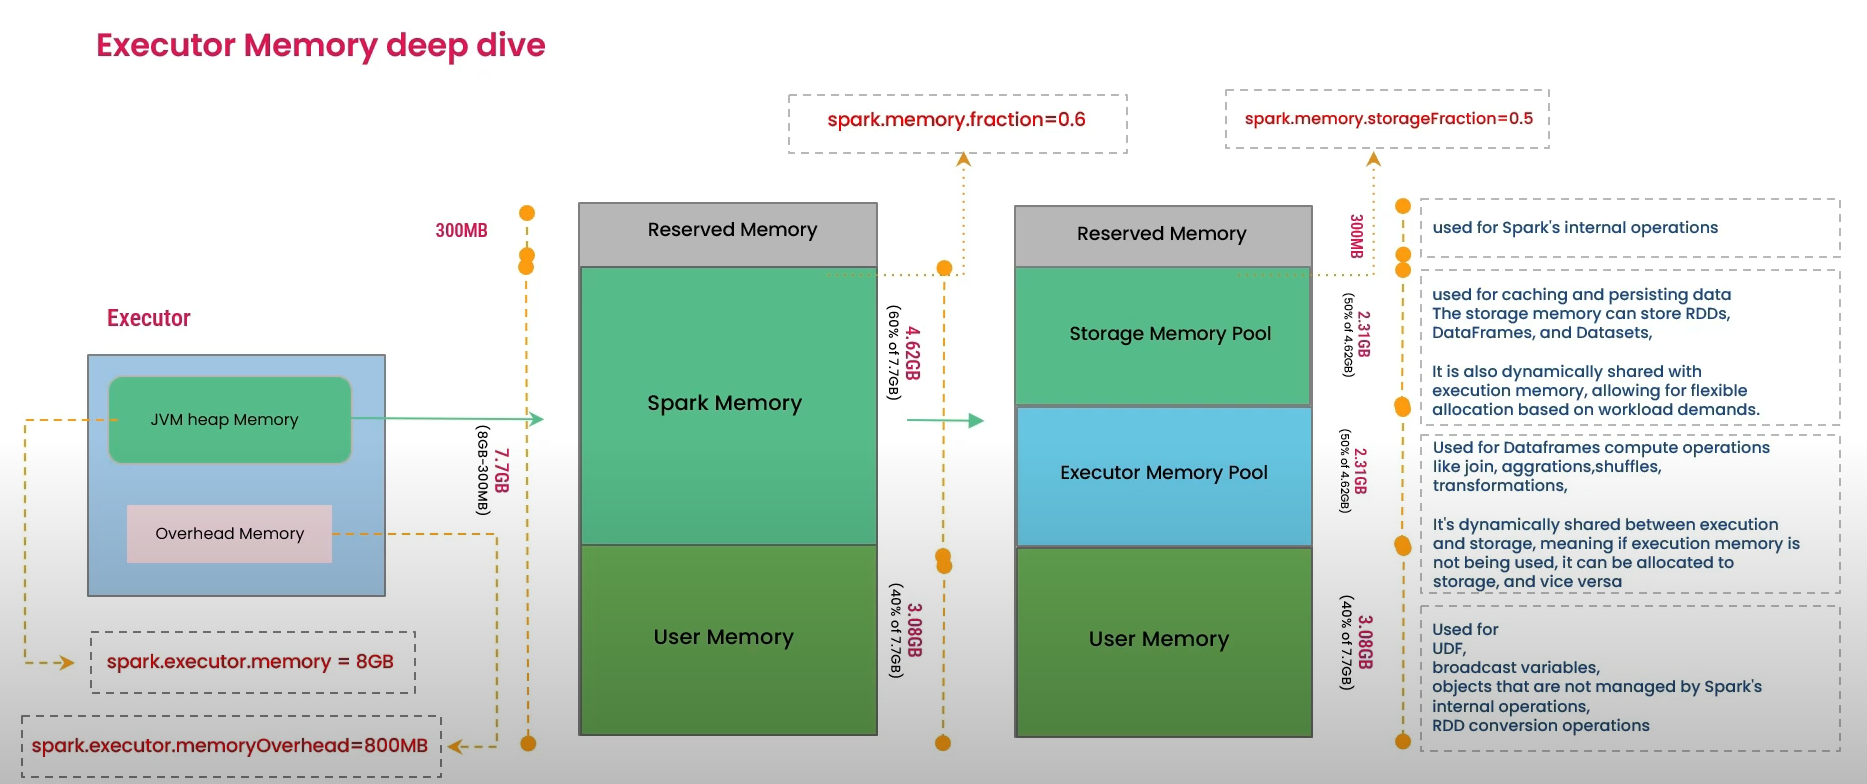 Executor Memory deep dive
spark.memory.fraction=0.6
spark.memory.storageFraction=0.5
Executor
JVM heap Memory
Overhead Memory
spark.executor.memory = 8GB
spark.executor.memoryOverhead=800MB
300MB
7.7GB
(8GB-300MB)
Reserved Memory
Spark Memory
User Memory
4.62GB
(60% of 7.7GB)
3.08GB
(40% of 7.7GB)
Reserved Memory
Storage Memory Pool
Executor Memory Pool
User Memory
300MB
2.31GB
(50% of 4.62GB)
2.31GB
(50% of 4.62GB)
3.08GB
(40% of 7.7GB)
used for Spark's internal operations
used for caching and persisting data
The storage memory can store RDDs,
DataFrames, and Datasets,
It is also dynamically shared with
execution memory, allowing for flexible
allocation based on workload demands.
Used for Dataframes compute operations
like join, aggrations,shuffles,
transformations,
It's dynamically shared between execution
and storage, meaning if execution memory is
not being used, it can be allocated to
storage, and vice versa
Used for
UDF,
broadcast variables,
objects that are not managed by Spark's
internal operations,
RDD conversion operations